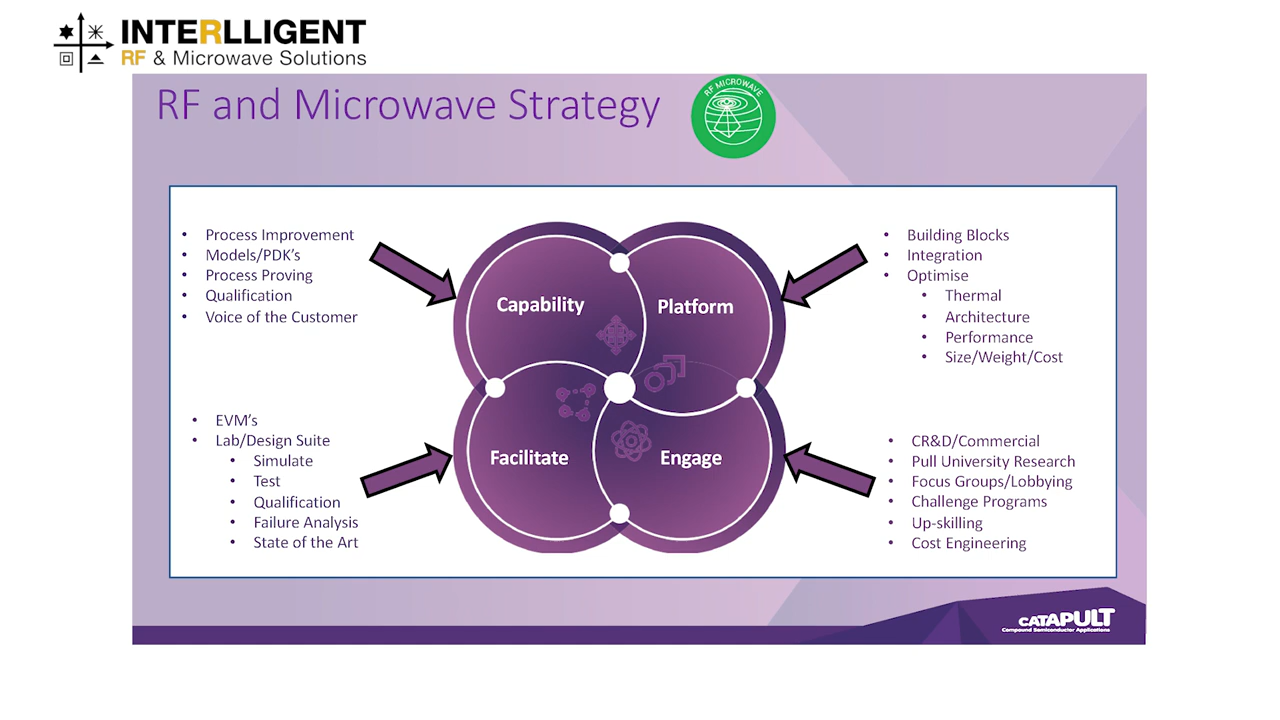 INTERLLIGENT
RF & Microwave Solutions
RF and Microwave Strategy
RF MICROWAVE
• Process Improvement
• Models/PDK's
• Process Proving
• Qualification
• Voice of the Customer
Capability
Platform
• Building Blocks
• Integration
• Optimise
• Thermal
• Architecture
• Performance
• Size/Weight/Cost
• EVM's
• Lab/Design Suite
• Simulate
• Test
• Qualification
• Failure Analysis
• State of the Art
Facilitate
Engage
• CR&D/Commercial
• Pull University Research
• Focus Groups/Lobbying
• Challenge Programs
• Up-skilling
• Cost Engineering
CATAPULT
Compound Semiconductor Applications